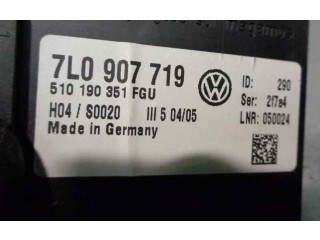 7L0 907 719
510 190 351 FGU
H04 / S0020 III 5 04/05
Made in Germany
ID: 290
Ser: 2f7e4
LNR: 050024